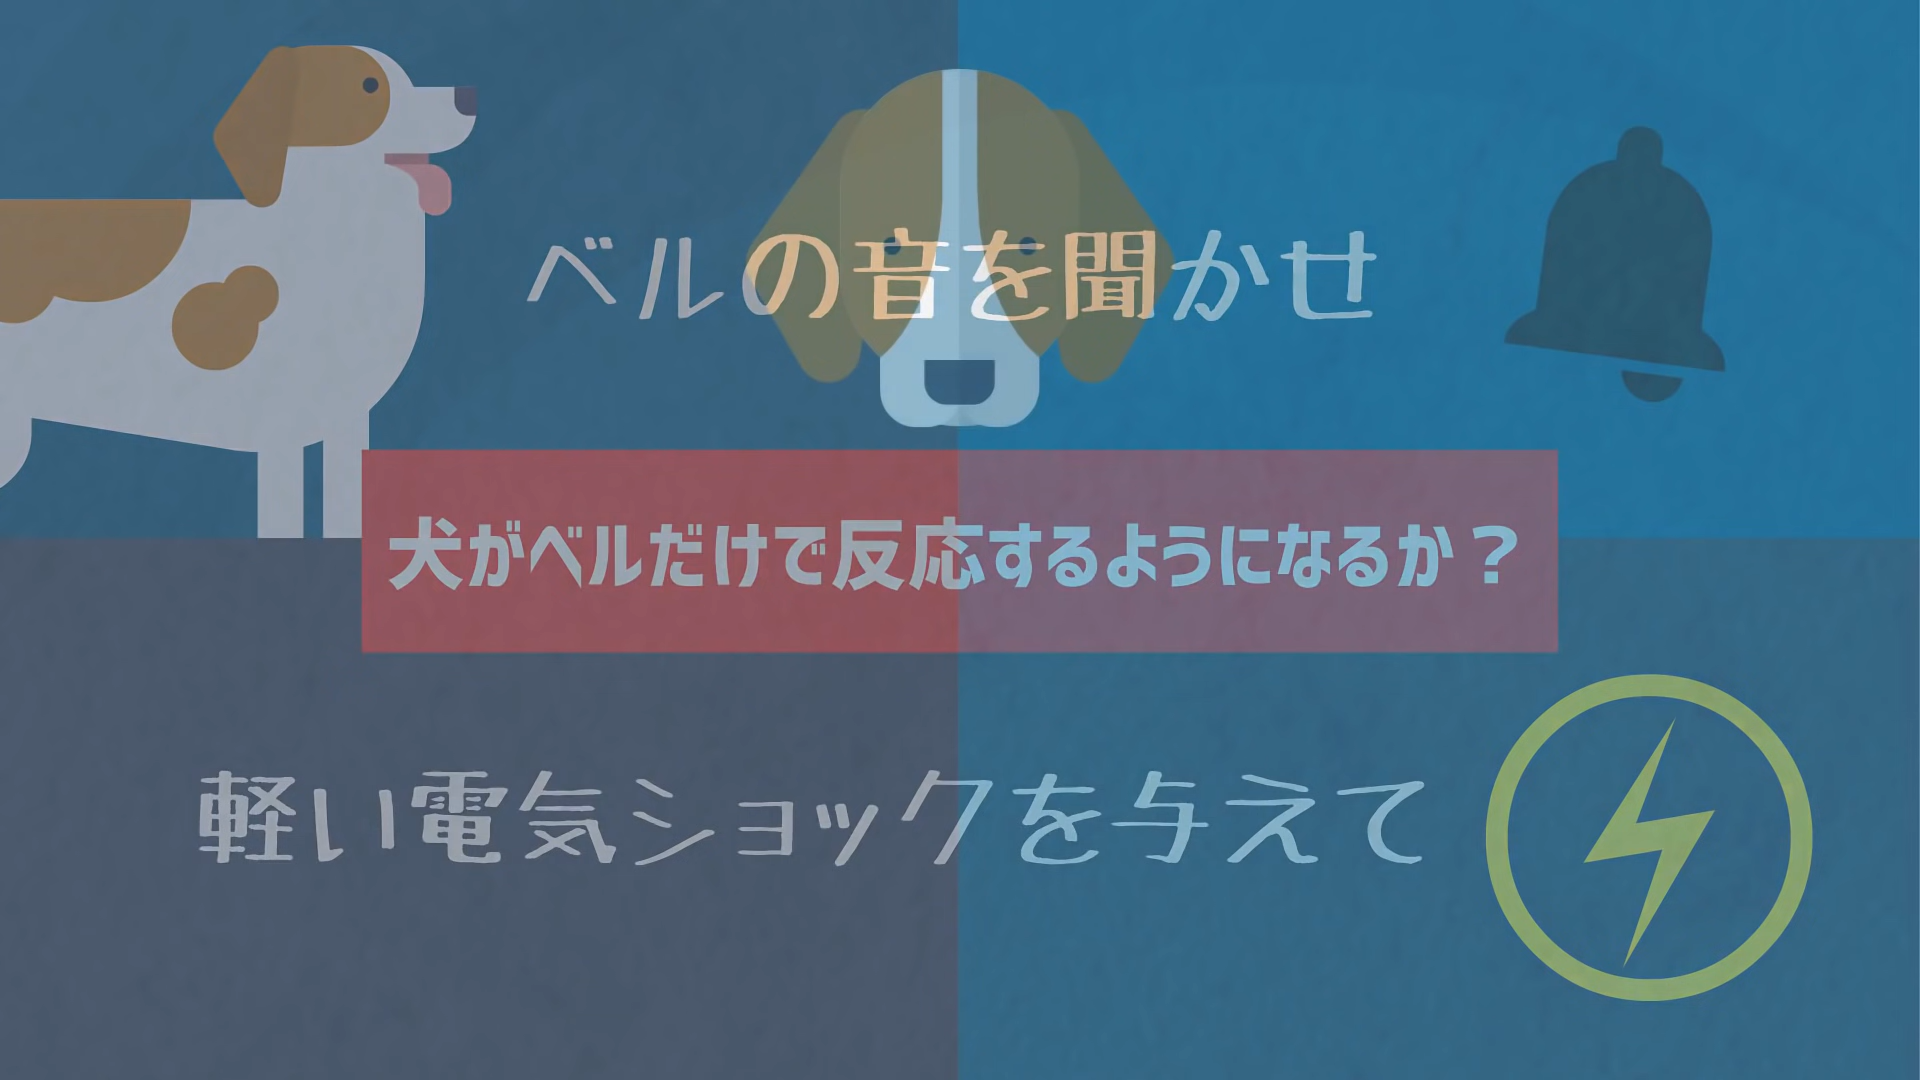 ベルの音を聞かせ
犬がベルだけで反応するようになるか？
軽い電気ショックを与えて